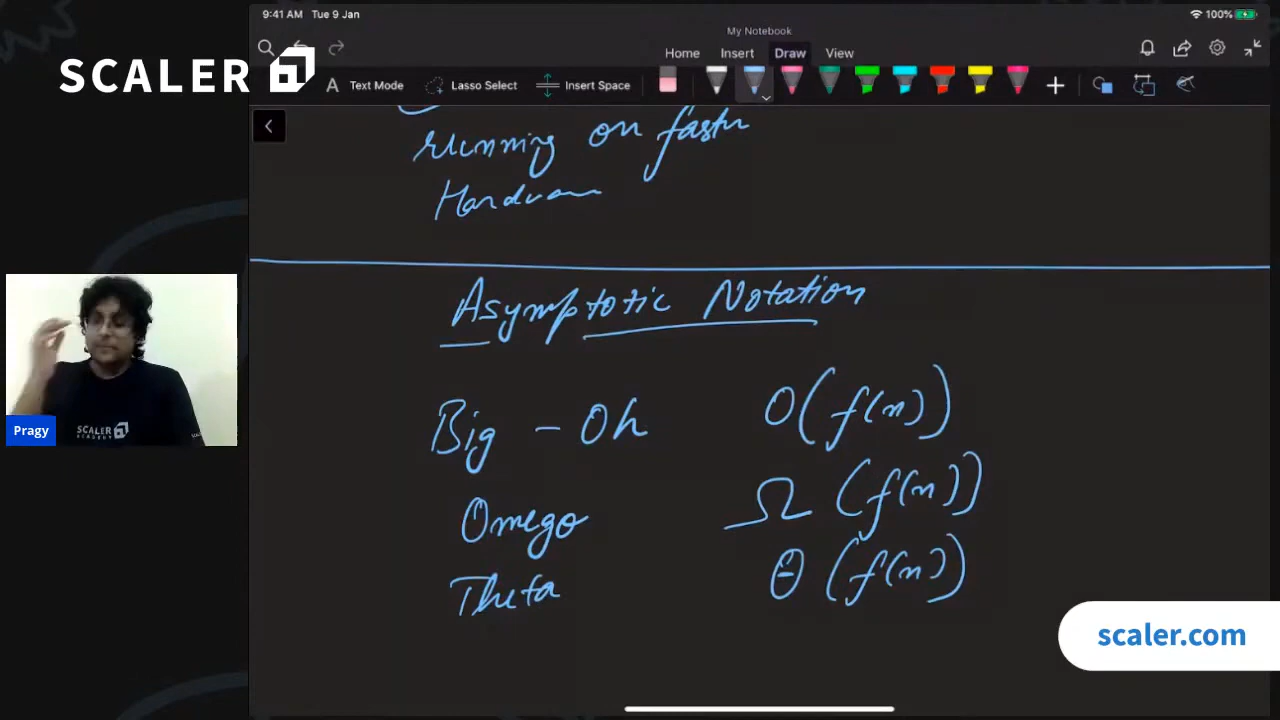 9:41 AM Tue 9 Jan
100%
My Notebook
Home Insert Draw View
SCALER
Text Mode Lasso Select Insert Space
Running on faster
Hardware
Asymptotic Notation
Big - Oh O(f(n))
Omega Ω (f(n))
Theta Θ (f(n))
SCALER
ACADEMY
Pragy
scaler.com